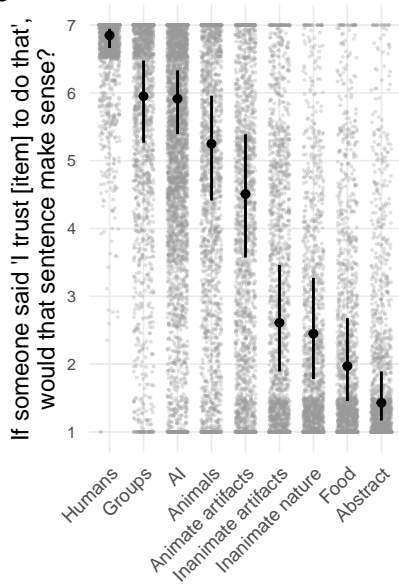 If someone said 'I trust [item] to do that',
would that sentence make sense?
7
6
5
4
3
2
1
Humans
Groups
AI
Animals
Animate artifacts
Inanimate artifacts
Inanimate nature
Food
Abstract